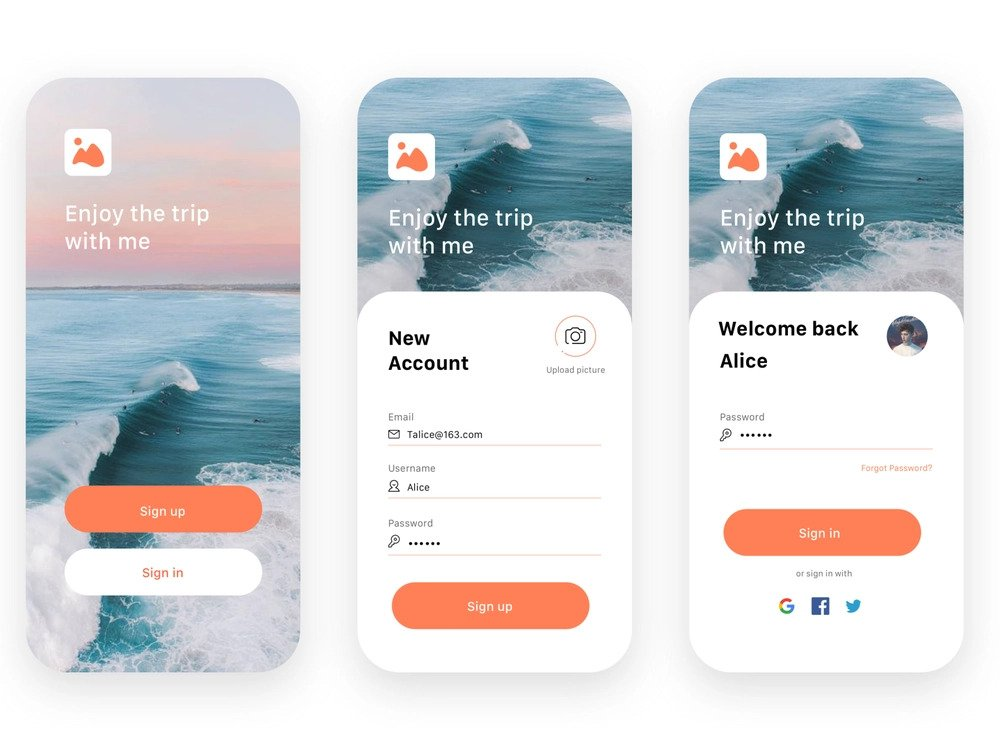 Enjoy the trip
with me
Sign up
Sign in
Enjoy the trip
with me
New
Account
Upload picture
Email
Talice@163.com
Username
Alice
Password
••••••
Sign up
Enjoy the trip
with me
Welcome back
Alice
Password
••••••
Forgot Password?
Sign in
or sign in with